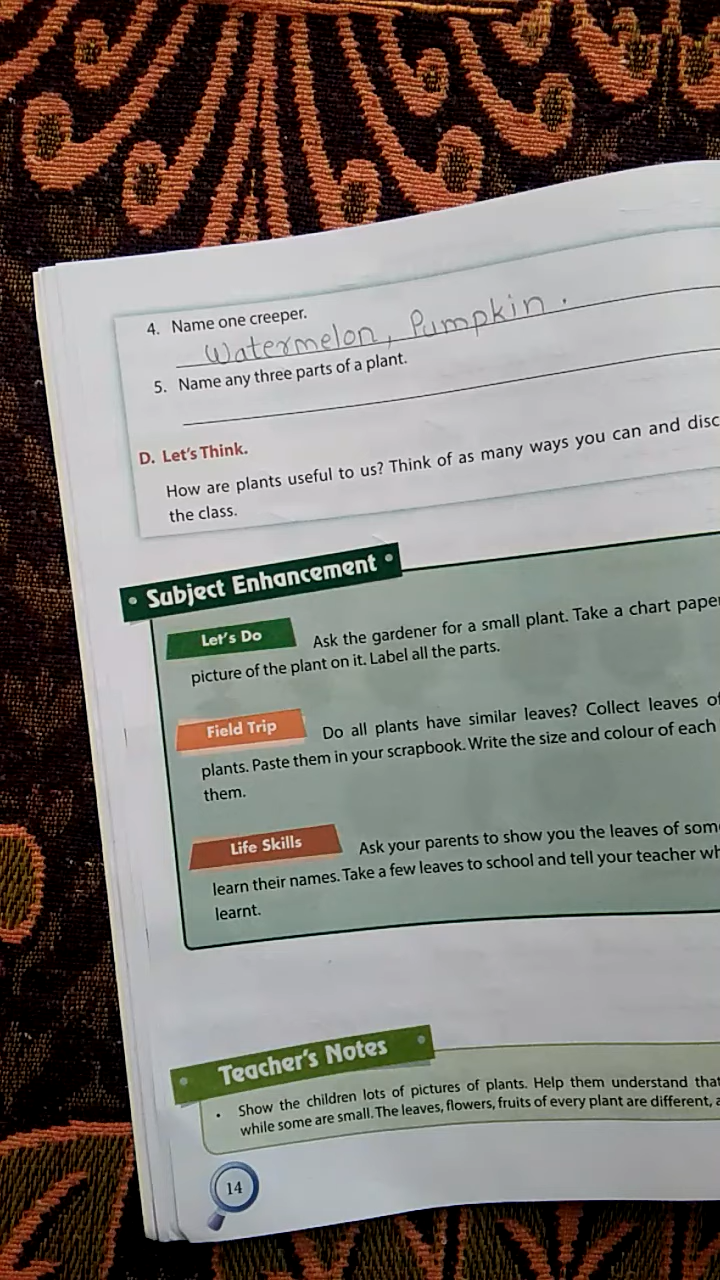 4. Name one creeper.
Watermelon, Pumpkin.
5. Name any three parts of a plant.
D. Let's Think.
How are plants useful to us? Think of as many ways you can and disc
the class.
• Subject Enhancement •
Let's Do Ask the gardener for a small plant. Take a chart paper
picture of the plant on it. Label all the parts.
Field Trip Do all plants have similar leaves? Collect leaves of
plants. Paste them in your scrapbook. Write the size and colour of each
them.
Life Skills Ask your parents to show you the leaves of som
learn their names. Take a few leaves to school and tell your teacher wh
learnt.
Teacher's Notes
• Show the children lots of pictures of plants. Help them understand that
while some are small. The leaves, flowers, fruits of every plant are different, a
14